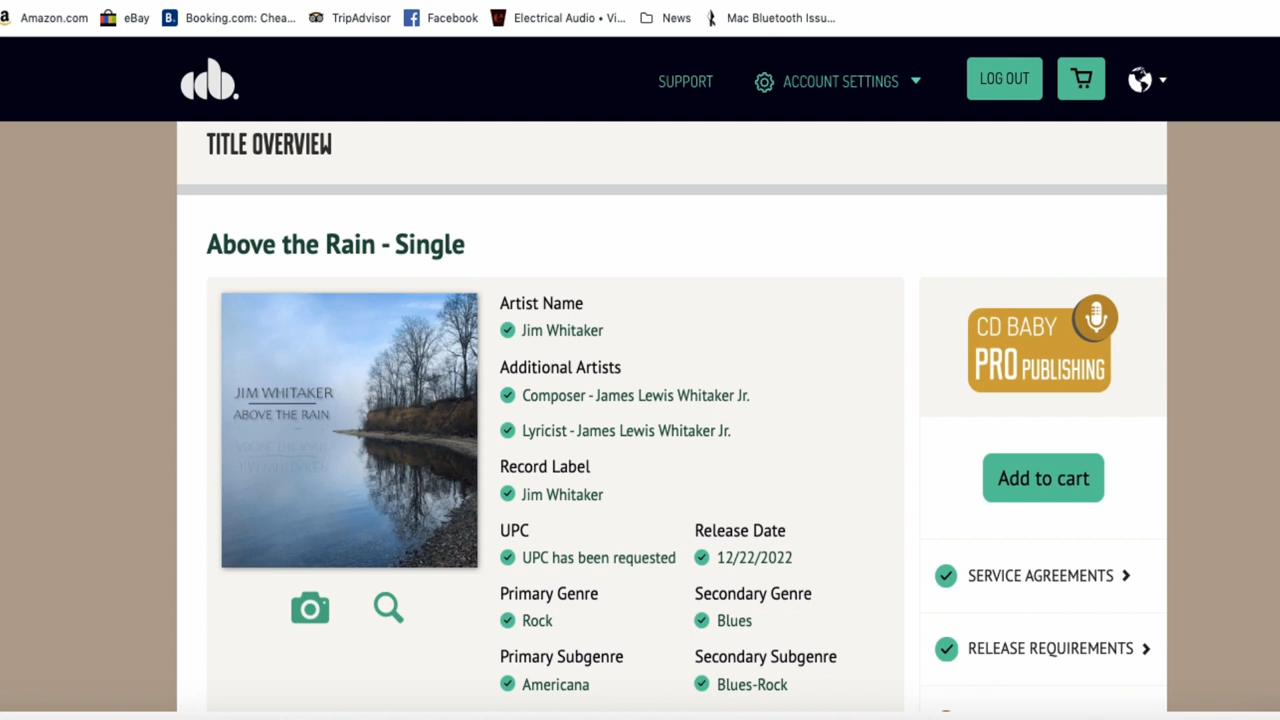 Amazon.com eBay Booking.com: Chea... TripAdvisor Facebook Electrical Audio • Vi... News Mac Bluetooth Issu...
SUPPORT ACCOUNT SETTINGS LOG OUT
TITLE OVERVIEW
Above the Rain - Single
JIM WHITAKER
ABOVE THE RAIN
Artist Name
Jim Whitaker
Additional Artists
Composer - James Lewis Whitaker Jr.
Lyricist - James Lewis Whitaker Jr.
Record Label
Jim Whitaker
UPC Release Date
UPC has been requested 12/22/2022
Primary Genre Secondary Genre
Rock Blues
Primary Subgenre Secondary Subgenre
Americana Blues-Rock
CD BABY
PRO PUBLISHING
Add to cart
SERVICE AGREEMENTS
RELEASE REQUIREMENTS